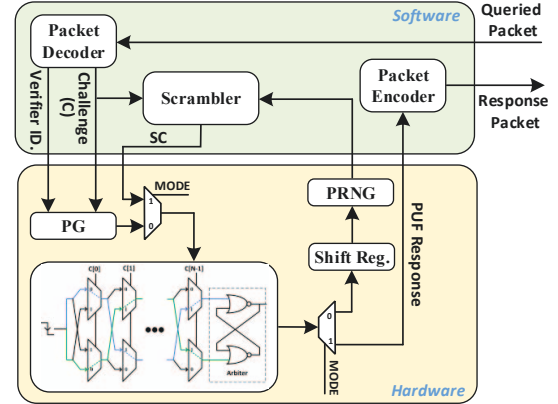 Software
Queried
Packet
Packet
Decoder
Packet
Encoder
Response
Packet
Verifier ID.
Challenge
(C)
Scrambler
SC
MODE
1
0
PG
PRNG
Shift Reg.
PUF Response
C[0]
C[1]
C[N-1]
Arbiter
0
1
MODE
Hardware